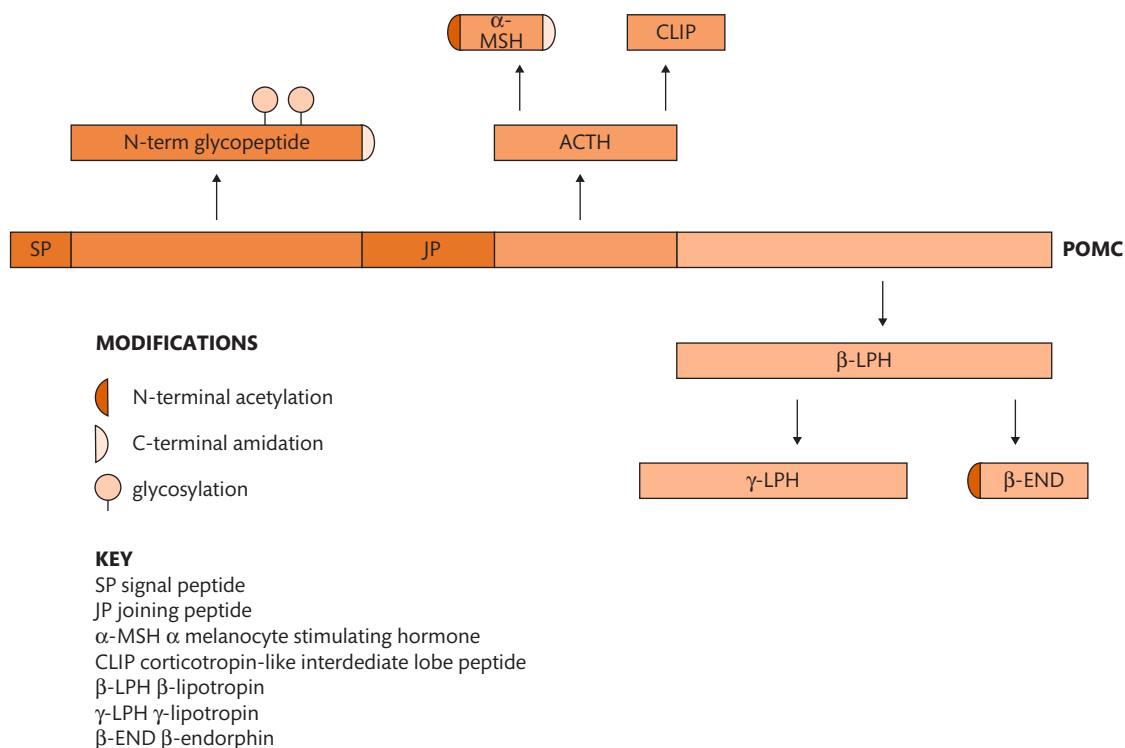 α-
MSH
CLIP
N-term glycopeptide
ACTH
SP
JP
POMC
β-LPH
γ-LPH
β-END
MODIFICATIONS
N-terminal acetylation
C-terminal amidation
glycosylation
KEY
SP signal peptide
JP joining peptide
α-MSH α melanocyte stimulating hormone
CLIP corticotropin-like interdediate lobe peptide
β-LPH β-lipotropin
γ-LPH γ-lipotropin
β-END β-endorphin